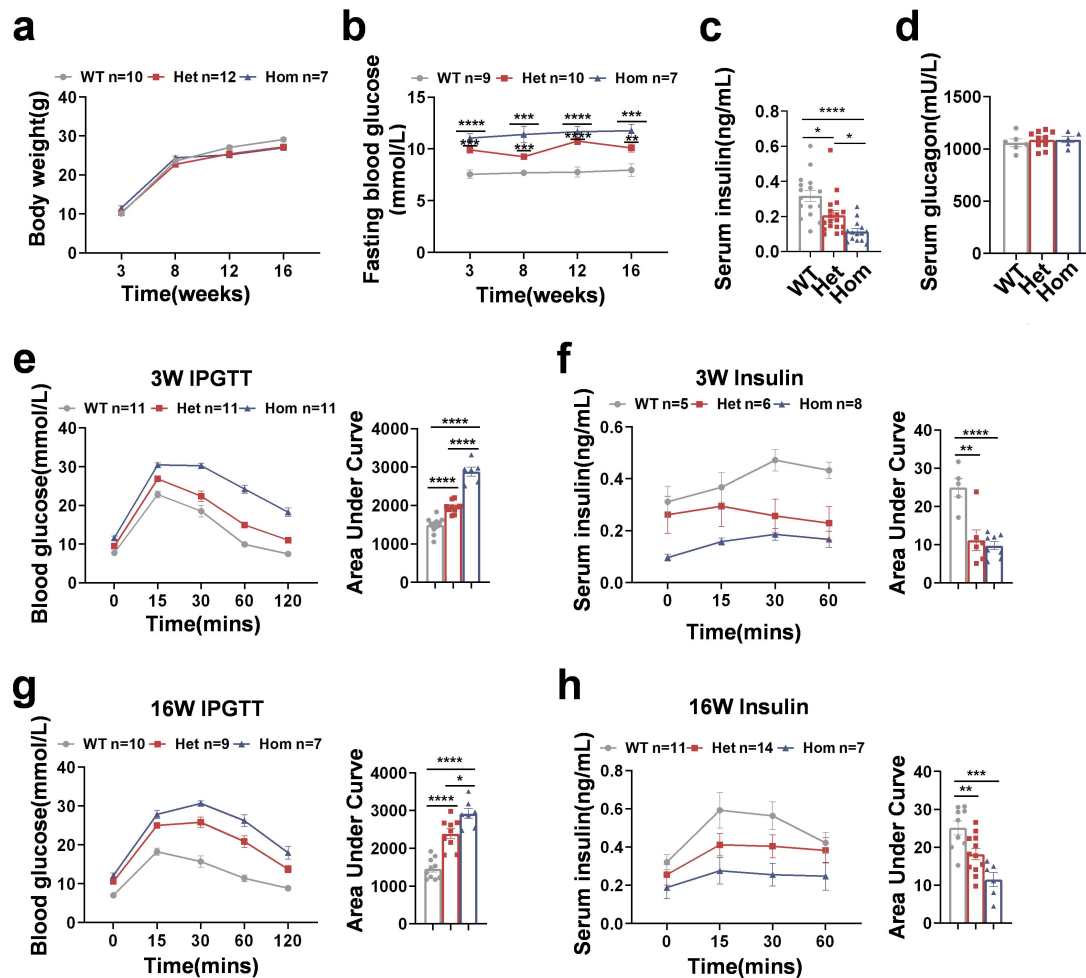 a
WT n=10 Het n=12 Hom n=7
Body weight(g)
40
30
20
10
0
3 8 12 16
Time(weeks)
b
WT n=9 Het n=10 Hom n=7
Fasting blood glucose
(mmol/L)
15
10
5
0
**** *** **** ***
*** *** **** **
3 8 12 16
Time(weeks)
c
Serum insulin(ng/mL)
0.8
0.6
0.4
0.2
0.0
****
* *
WT Het Hom
d
Serum glucagon(mU/L)
1500
1000
500
0
WT Het Hom
e
3W IPGTT
WT n=11 Het n=11 Hom n=11
Blood glucose(mmol/L)
40
30
20
10
0
0 15 30 60 120
Time(mins)
Area Under Curve
4000
3000
2000
1000
0
****
****
****
f
3W Insulin
WT n=5 Het n=6 Hom n=8
Serum insulin(ng/mL)
0.6
0.4
0.2
0.0
0 15 30 60
Time(mins)
Area Under Curve
40
30
20
10
0
****
**
g
16W IPGTT
WT n=10 Het n=9 Hom n=7
Blood glucose(mmol/L)
40
30
20
10
0
0 15 30 60 120
Time(mins)
Area Under Curve
4000
3000
2000
1000
0
****
*
****
h
16W Insulin
WT n=11 Het n=14 Hom n=7
Serum insulin(ng/mL)
0.8
0.6
0.4
0.2
0.0
0 15 30 60
Time(mins)
Area Under Curve
40
30
20
10
0
***
**